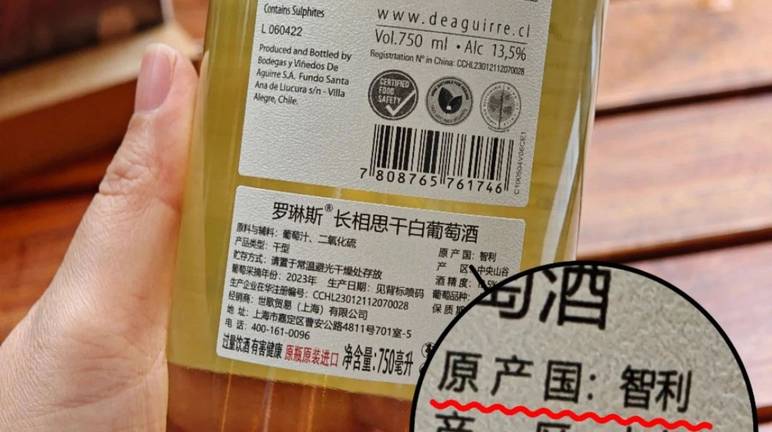 Contains Sulphites
L 060422
Produced and Bottled by
Bodegas y Viñedos De
Aguirre S.A. Fundo Santa
Ana de Llucura s/n - Villa
Alegre, Chile.
www.deaguirre.cl
Vol.750 ml • Alc 13,5%
Registration N° in China: CCHL23012112070028
CERTIFIED
FOOD
SAFETY
7 808765 761746
罗琳斯® 长相思干白葡萄酒
原料与辅料: 葡萄汁、二氧化硫
产品类型: 干型
贮存方式: 请置于常温避光干燥处存放
葡萄采摘年份: 2023年 生产日期: 见背标喷码
生产企业在华注册编号: CCHL23012112070028
经销商: 世歌贸易(上海)有限公司
地 址: 上海市嘉定区曹安公路4811号701室-5
电 话: 400-161-0096
过量饮酒 有害健康 原瓶原装进口 净含量: 750毫升
原产国: 智利
产 区: 中央山谷
酒精度:
葡萄品种
保质
萄酒
原产国: 智利
产 区